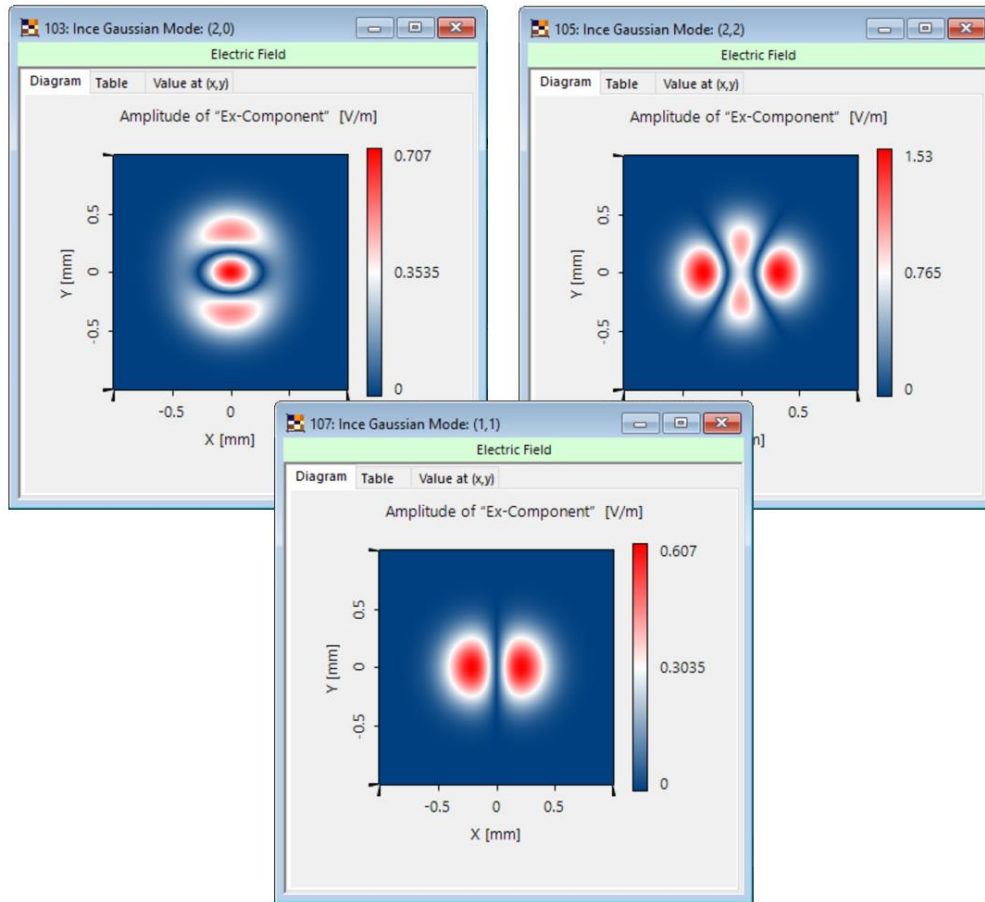 103: Ince Gaussian Mode: (2,0)
Electric Field
Diagram Table Value at (x,y)
Amplitude of "Ex-Component" [V/m]
0.707
0.3535
0
Y [mm]
0.5
0
-0.5
-0.5 0
X [mm]
105: Ince Gaussian Mode: (2,2)
Electric Field
Diagram Table Value at (x,y)
Amplitude of "Ex-Component" [V/m]
1.53
0.765
0
Y [mm]
0.5
0
-0.5
0.5
m]
107: Ince Gaussian Mode: (1,1)
Electric Field
Diagram Table Value at (x,y)
Amplitude of "Ex-Component" [V/m]
0.607
0.3035
0
Y [mm]
0.5
0
-0.5
-0.5 0 0.5
X [mm]